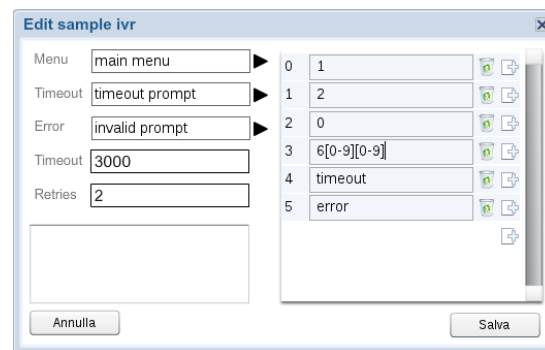 Edit sample ivr
Menu main menu
Timeout timeout prompt
Error invalid prompt
Timeout 3000
Retries 2
0 1
1 2
2 0
3 6[0-9][0-9]
4 timeout
5 error
Annulla
Salva